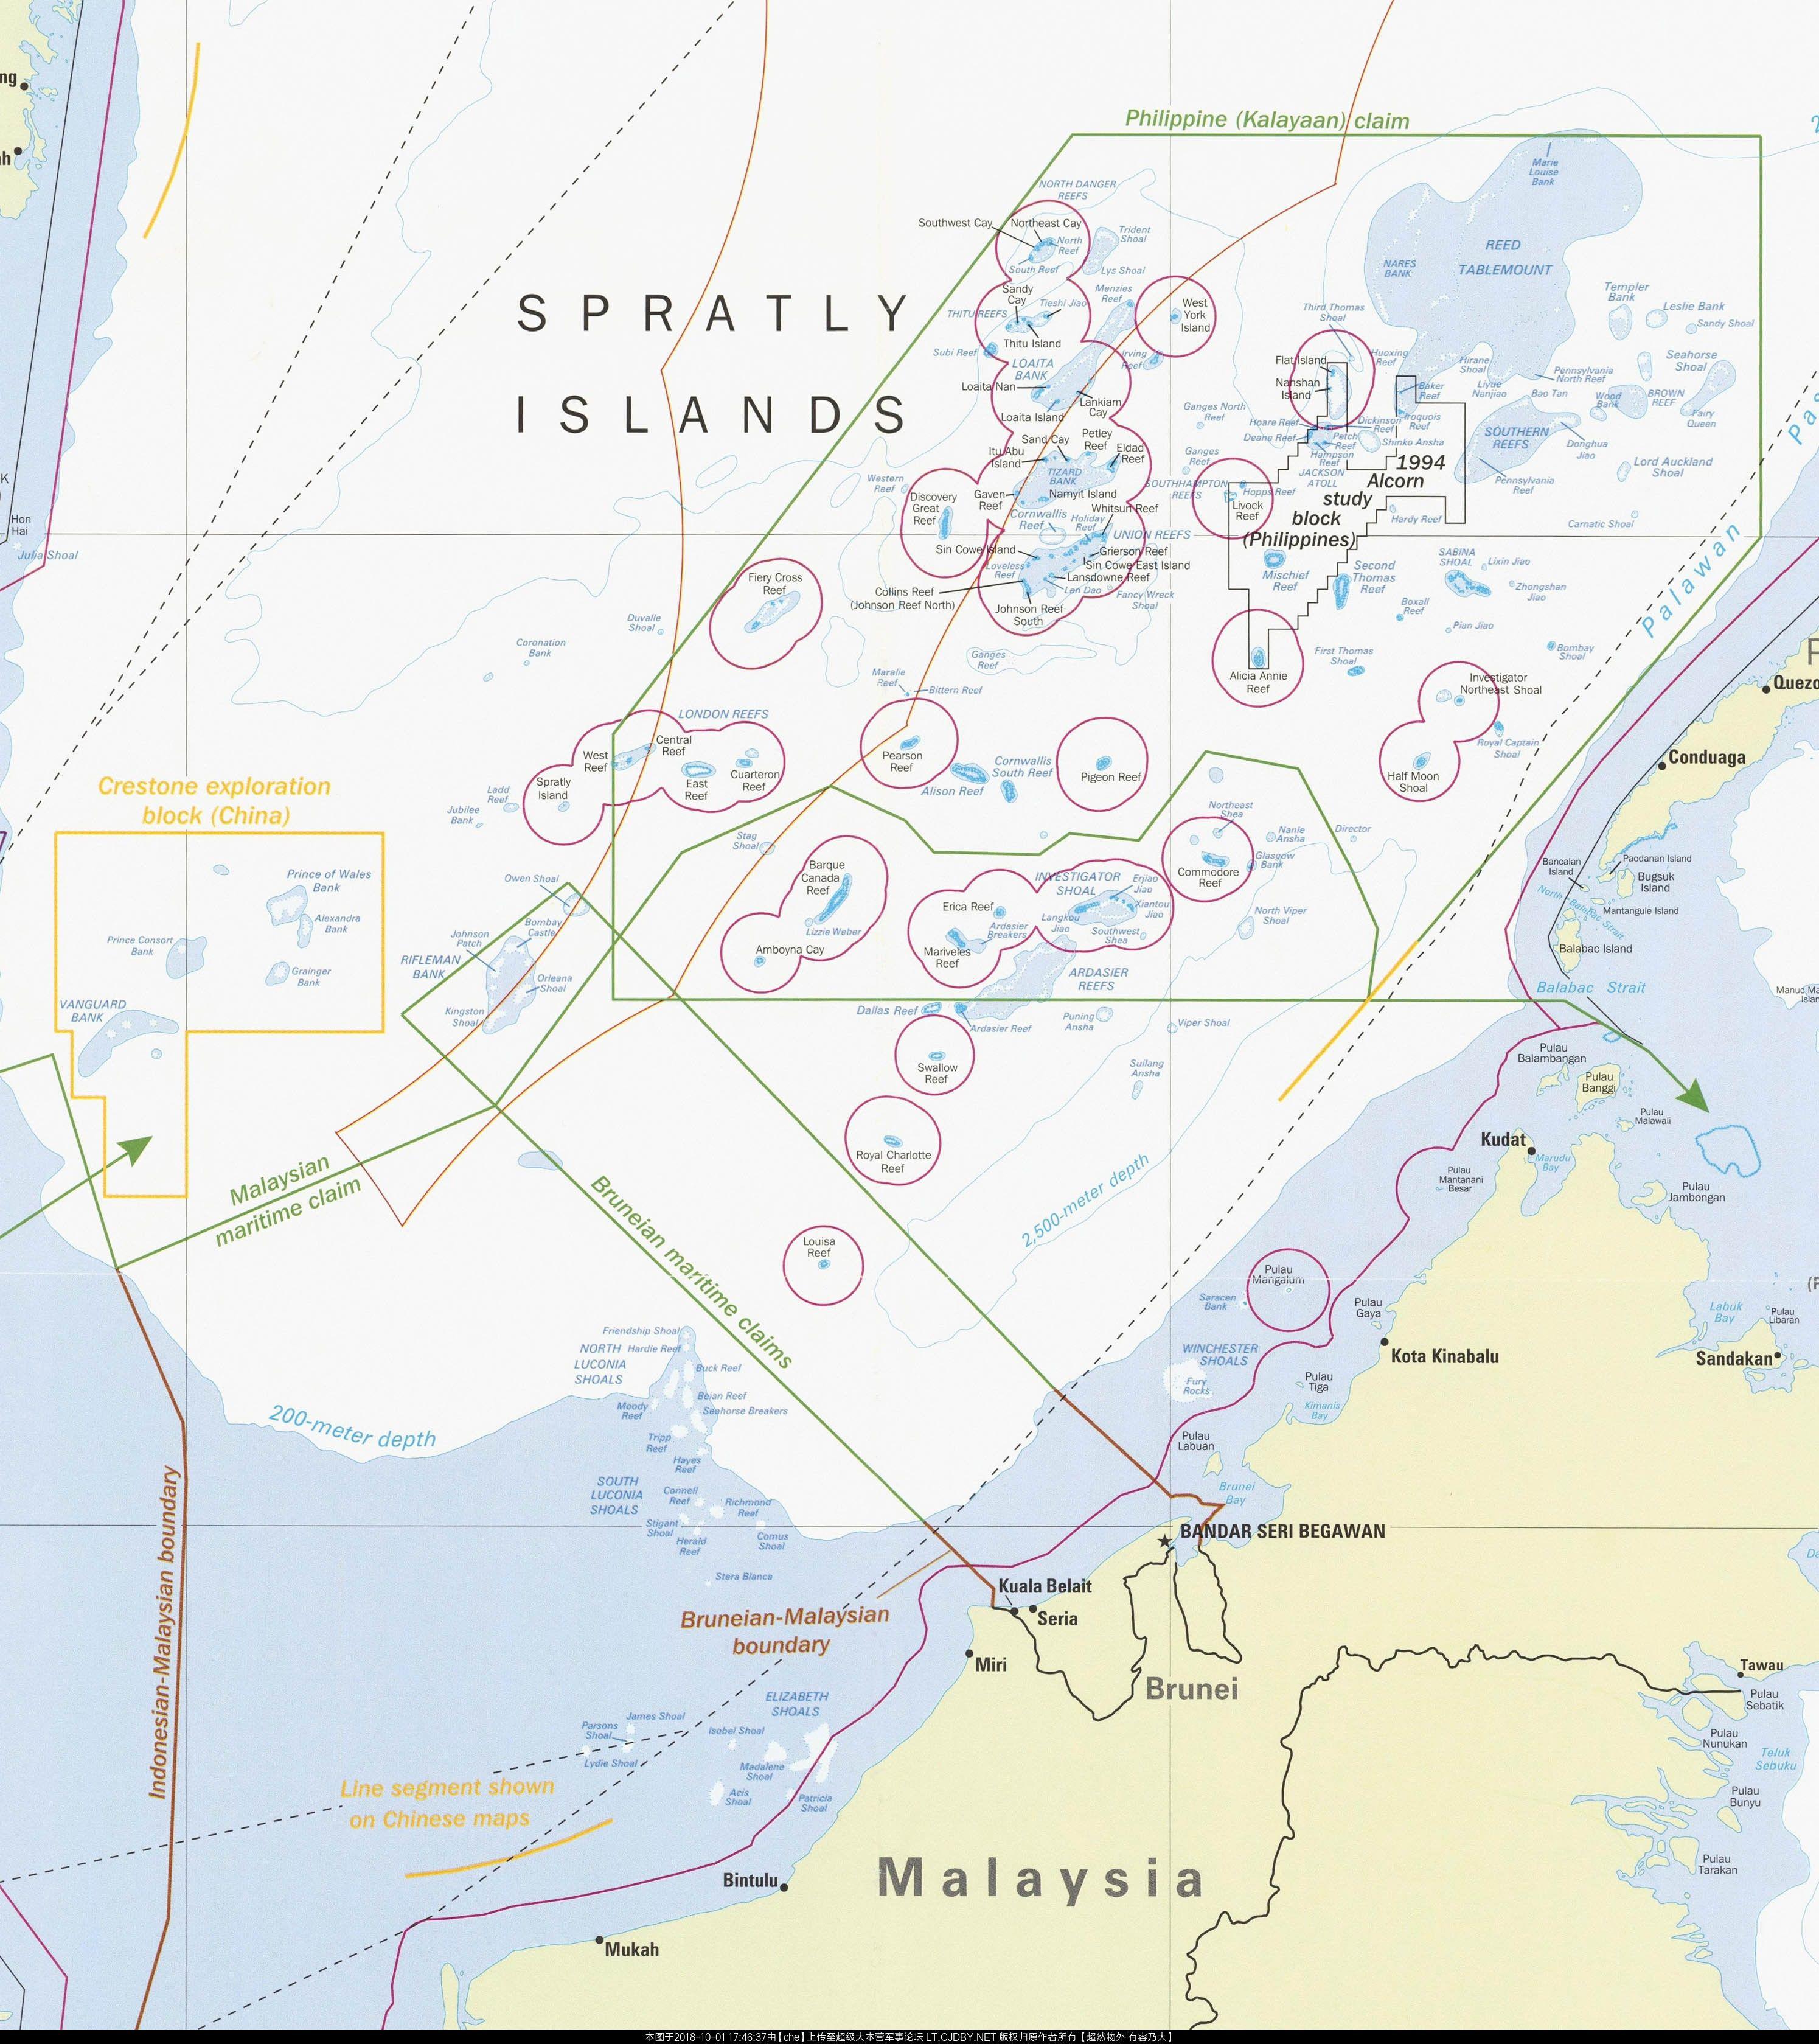 Philippine (Kalayaan) claim
Marie
Louise
Bank
NORTH DANGER
REEFS
Southwest Cay
Northeast Cay
North
Reef
South Reef
Trident
Shoal
Lys Shoal
REED
TABLEMOUNT
NARES
BANK
SPRATLY
ISLANDS
Sandy
Cay
Tieshi Jiao
THITU REEFS
Thitu Island
Menzies
Reef
West
York
Island
Third Thomas
Shoal
Templer
Bank
Leslie Bank
Sandy Shoal
Subi Reef
LOAITA
BANK
Irving
Reef
Loaita Nan
Lankiam
Cay
Loaita Island
Flat Island
Nanshan
Island
Huoxing
Reef
Baker
Reef
Hirane
Shoal
Pennsylvania
North Reef
Seahorse
Shoal
Liyue
Nanjiao
Bao Tan
Wood
Bank
BROWN
REEF
Fairy
Queen
Ganges North
Reef
Hoare Reef
Deane Reef
Dickinson
Reef
Iroquois
Reef
Petch
Reef
Shinko Ansha
Hampson
Reef
JACKSON
ATOLL
SOUTHERN
REEFS
Donghua
Jiao
Lord Auckland
Shoal
Pennsylvania
Reef
Sand Cay
Petley
Reef
Eldad
Reef
Itu Abu
Island
TIZARD
BANK
Gaven
Reef
Namyit Island
Ganges
Reef
SOUTHHAMPTON
REEFS
Hopps Reef
Livock
Reef
1994
Alcorn
study
block
(Philippines)
Hardy Reef
Carnatic Shoal
Western
Reef
Discovery
Great
Reef
Cornwallis
Reef
Holiday
Reef
Whitsun Reef
UNION REEFS
Sin Cowe Island
Grierson Reef
Sin Cowe East Island
Loveless
Reef
Lansdowne Reef
Len Dao
Fancy Wreck
Shoal
Collins Reef
(Johnson Reef North)
Johnson Reef
South
Mischief
Reef
Second
Thomas
Reef
SABINA
SHOAL
Lixin Jiao
Zhongshan
Jiao
Boxall
Reef
Pian Jiao
Bombay
Shoal
First Thomas
Shoal
Alicia Annie
Reef
Investigator
Northeast Shoal
Royal Captain
Shoal
Half Moon
Shoal
Palawan
Quezo
Conduaga
Hon
Hai
Julia Shoal
Fiery Cross
Reef
Duvalle
Shoal
Coronation
Bank
Ganges
Reef
Maralie
Reef
Bittern Reef
LONDON REEFS
Central
Reef
West
Reef
East
Reef
Cuarteron
Reef
Spratly
Island
Ladd
Reef
Jubilee
Bank
Pearson
Reef
Alison Reef
Cornwallis
South Reef
Pigeon Reef
Crestone exploration
block (China)
Prince of Wales
Bank
Alexandra
Bank
Prince Consort
Bank
Grainger
Bank
VANGUARD
BANK
Stag
Shoal
Owen Shoal
Bombay
Castle
Johnson
Patch
RIFLEMAN
BANK
Orleana
Shoal
Kingston
Shoal
Barque
Canada
Reef
Lizzie Weber
Amboyna Cay
Erica Reef
Mariveles
Reef
Ardasier
Breakers
INVESTIGATOR
SHOAL
Erjiao
Jiao
Xiantou
Jiao
Langkou
Jiao
Southwest
Shea
ARDASIER
REEFS
Dallas Reef
Ardasier Reef
Puning
Ansha
Viper Shoal
Suilang
Ansha
Northeast
Shea
Nanle
Ansha
Director
Glasgow
Bank
Commodore
Reef
North Viper
Shoal
Bancalan
Island
Paodanan Island
Bugsuk
Island
Mantangule Island
North Balabac Strait
Balabac Island
Balabac Strait
Swallow
Reef
Royal Charlotte
Reef
Louisa
Reef
2,500-meter depth
Malaysian
maritime claim
Bruneian maritime claims
Pulau
Balambangan
Pulau
Banggi
Pulau
Malawali
Kudat
Marudu
Bay
Pulau
Mantanani
Besar
Pulau
Jambongan
Pulau
Mangalum
Saracen
Bank
Pulau
Gaya
Kota Kinabalu
Labuk
Bay
Pulau
Libaran
Sandakan
WINCHESTER
SHOALS
Fury
Rocks
Pulau
Tiga
Kimanis
Bay
Pulau
Labuan
Brunei
Bay
BANDAR SERI BEGAWAN
Friendship Shoal
NORTH
LUCONIA
SHOALS
Hardie Reef
Buck Reef
Beian Reef
Moody
Reef
Seahorse Breakers
Tripp
Reef
Hayes
Reef
SOUTH
LUCONIA
SHOALS
Connell
Reef
Richmond
Reef
Stigant
Shoal
Herald
Reef
Comus
Shoal
Stera Blanca
200-meter depth
Indonesian-Malaysian boundary
Kuala Belait
Seria
Bruneian-Malaysian
boundary
Miri
Brunei
Tawau
Pulau
Sebatik
Pulau
Nunukan
Teluk
Sebuku
Pulau
Bunyu
Pulau
Tarakan
ELIZABETH
SHOALS
James Shoal
Parsons
Shoal
Isobel Shoal
Lydie Shoal
Madalene
Shoal
Acis
Shoal
Patricia
Shoal
Line segment shown
on Chinese maps
Bintulu
Mukah
Malaysia
本图于2018-10-01 17:46:37由【che】上传至超级大本营军事论坛 LT.CJDBY.NET 版权归原作者所有【超然物外 有容乃大】